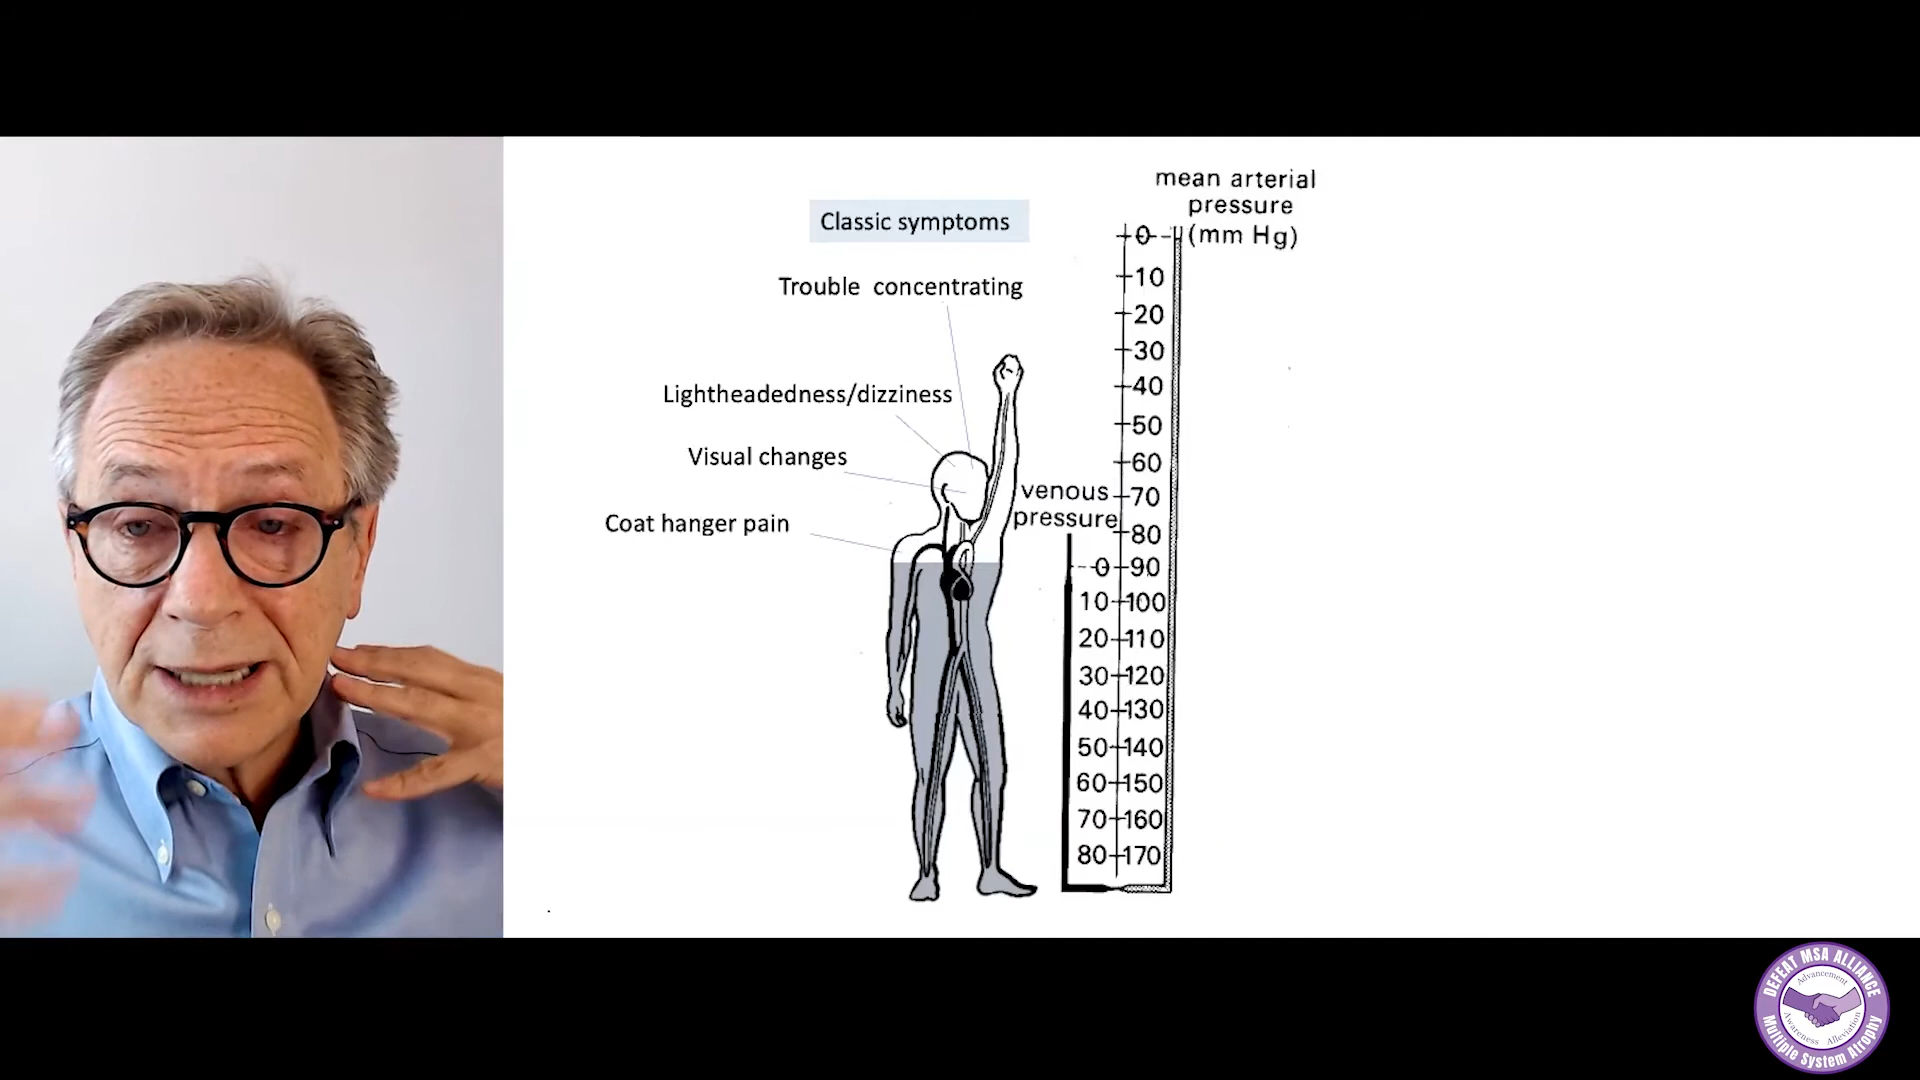 Classic symptoms
Trouble concentrating
Lightheadedness/dizziness
Visual changes
Coat hanger pain
mean arterial
pressure
(mm Hg)
0
10
20
30
40
50
60
venous 70
pressure 80
0 90
10 100
20 110
30 120
40 130
50 140
60 150
70 160
80 170
DEFEAT MSA ALLIANCE
Advancement
Awareness Alleviation
Multiple System Atrophy